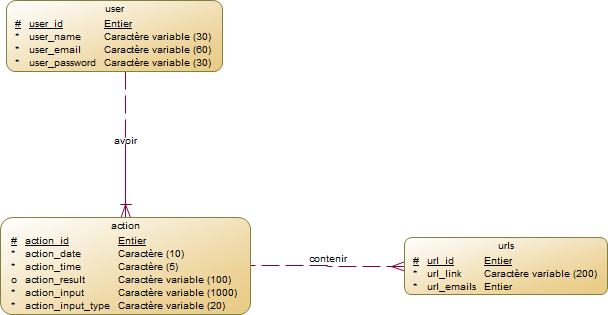 user
# user_id Entier
* user_name Caractère variable (30)
* user_email Caractère variable (60)
* user_password Caractère variable (30)
avoir
action
# action_id Entier
* action_date Caractère (10)
* action_time Caractère (5)
o action_result Caractère variable (100)
* action_input Caractère variable (1000)
* action_input_type Caractère variable (20)
contenir
urls
# url_id Entier
* url_link Caractère variable (200)
* url_emails Entier